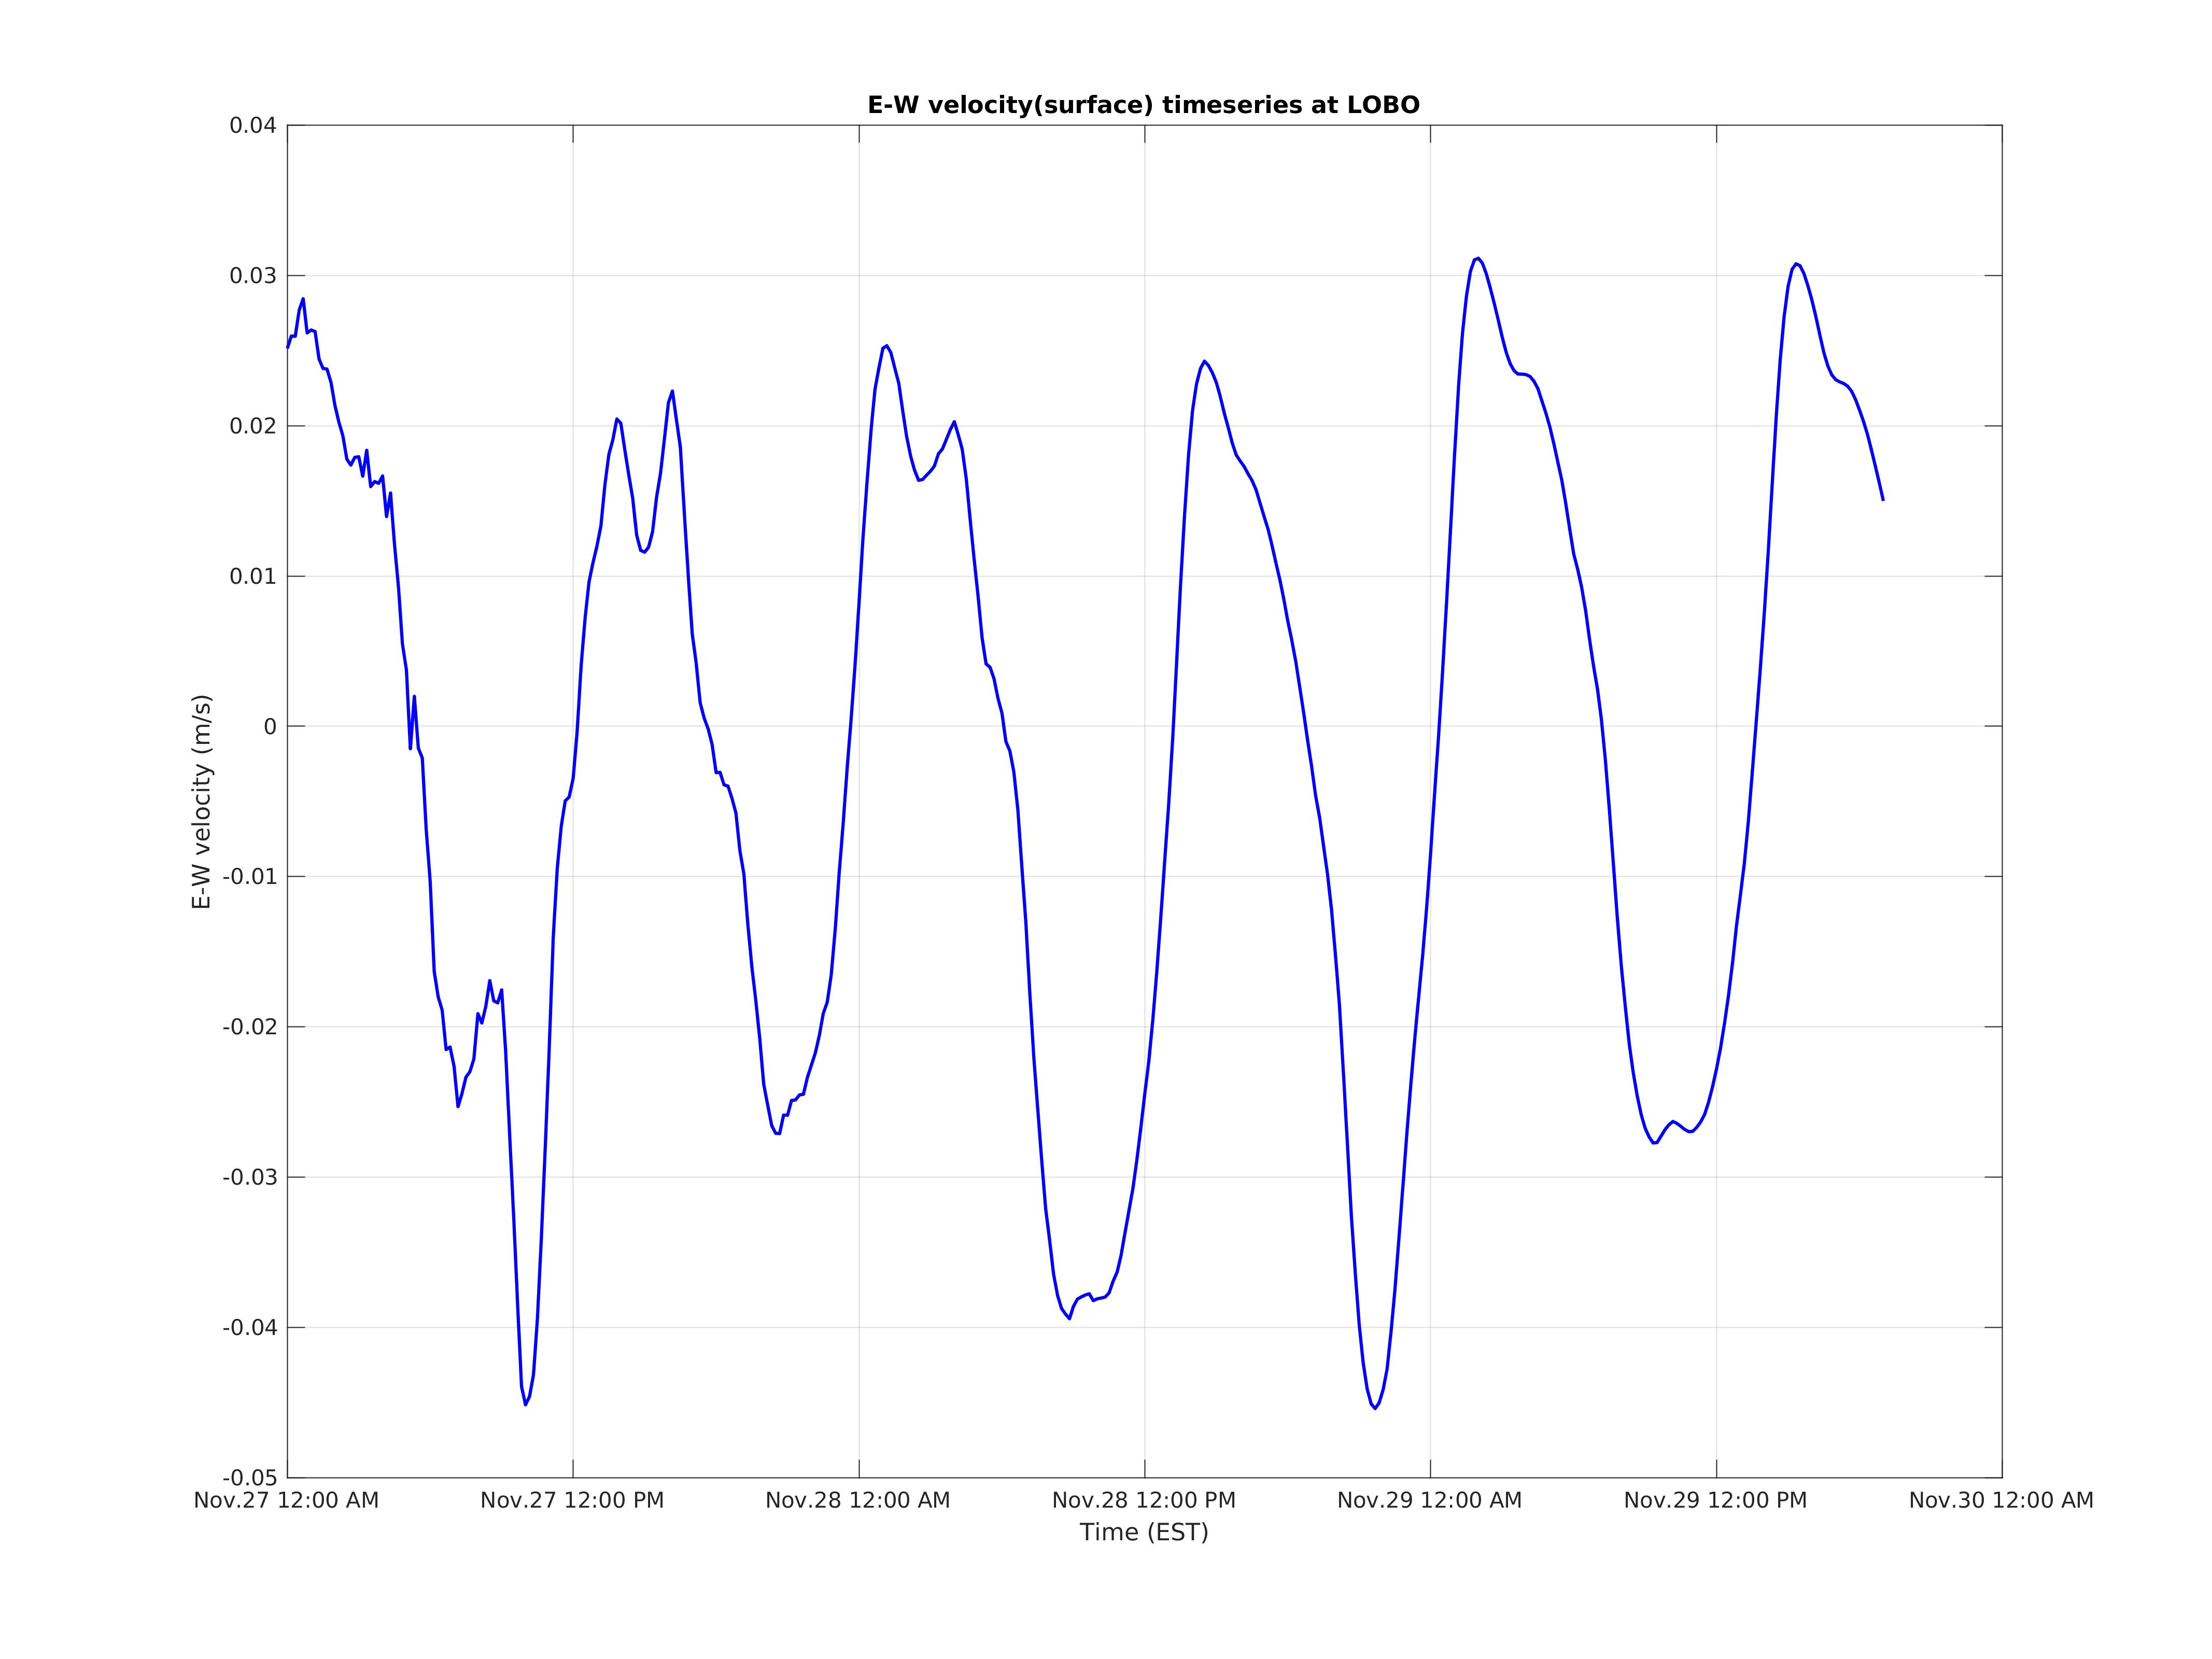 E-W velocity(surface) timeseries at LOBO
0.04
0.03
0.02
0.01
0
-0.01
-0.02
-0.03
-0.04
-0.05
E-W velocity (m/s)
Nov.27 12:00 AM
Nov.27 12:00 PM
Nov.28 12:00 AM
Nov.28 12:00 PM
Nov.29 12:00 AM
Nov.29 12:00 PM
Nov.30 12:00 AM
Time (EST)